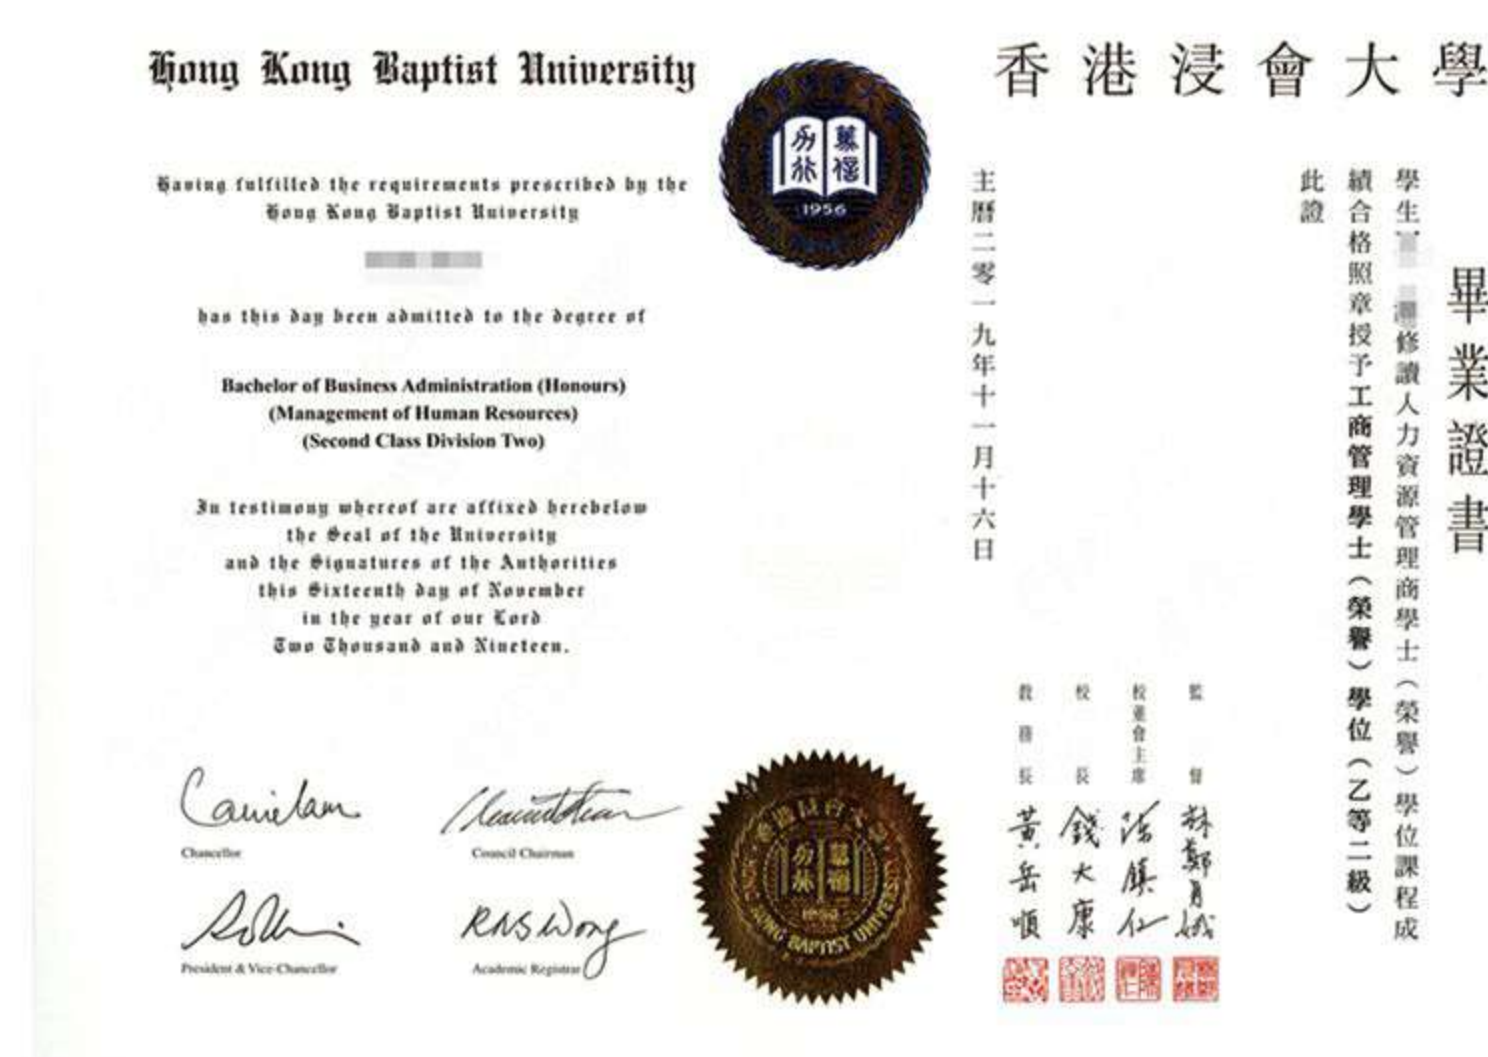 Hong Kong Baptist University
Having fulfilled the requirements prescribed by the
Hong Kong Baptist University
has this day been admitted to the degree of
Bachelor of Business Administration (Honours)
(Management of Human Resources)
(Second Class Division Two)
In testimony whereof are affixed herebelow
the Seal of the University
and the Signatures of the Authorities
this Sixteenth day of November
in the year of our Lord
Two Thousand and Nineteen.
Chancellor
Council Chairman
President & Vice-Chancellor
RNS Wong
Academic Registrar
1956
HONG KONG BAPTIST UNIVERSITY
香港浸會大學
畢業證書
學生
修讀人力資源管理商學士（榮譽）學位課程成
績合格照章授予工商管理學士（榮譽）學位（乙等二級）
此證
主曆二零一九年十一月十六日
監督
林鄭月娥
校董會主席
鎮仁
校長
錢大康
教務長
黃岳順